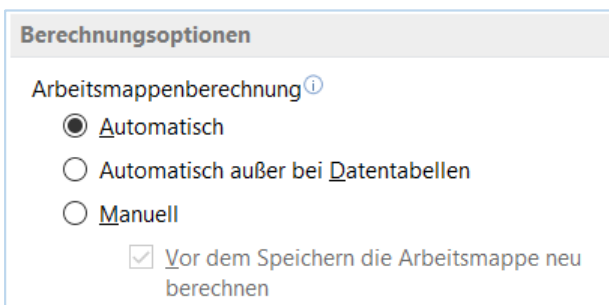 Berechnungsoptionen
Arbeitsmappenberechnung
Automatisch
Automatisch außer bei Datentabellen
Manuell
Vor dem Speichern die Arbeitsmappe neu
berechnen